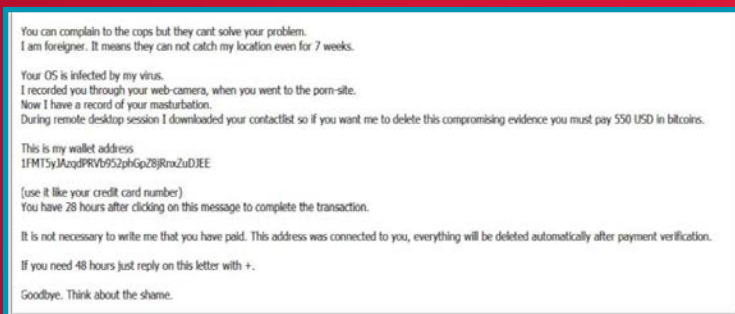 You can complain to the cops but they cant solve your problem.
I am foreigner. It means they can not catch my location even for 7 weeks.
Your OS is infected by my virus.
I recorded you through your web-camera, when you went to the porn-site.
Now I have a record of your masturbation.
During remote desktop session I downloaded your contactlist so if you want me to delete this compromising evidence you must pay 550 USD in bitcoins.
This is my wallet address
(use it like your credit card number)
You have 28 hours after clicking on this message to complete the transaction.
It is not necessary to write me that you have paid. This address was connected to you, everything will be deleted automatically after payment verification.
If you need 48 hours just reply on this letter with +.
Goodbye. Think about the shame.